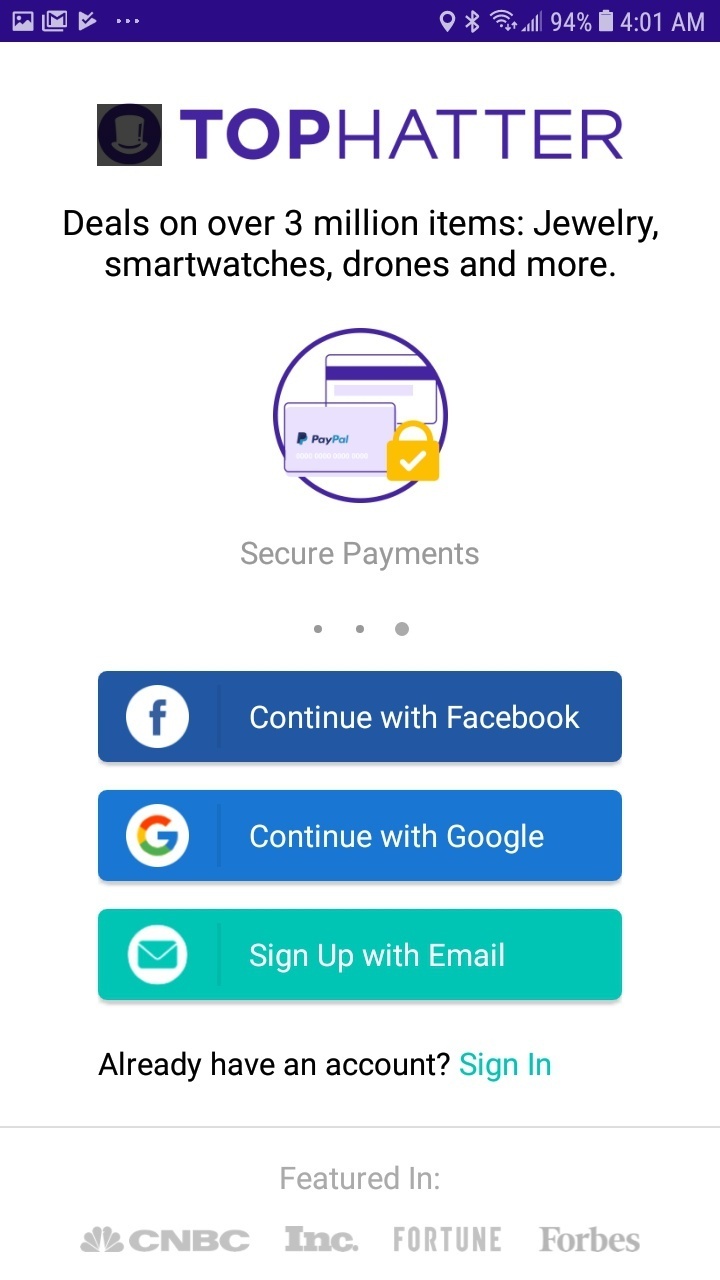 94% 4:01 AM
TOPHATTER
Deals on over 3 million items: Jewelry,
smartwatches, drones and more.
PayPal
0000 0000 0000 0000
Secure Payments
Continue with Facebook
Continue with Google
Sign Up with Email
Already have an account? Sign In
Featured In:
CNBC Inc. FORTUNE Forbes